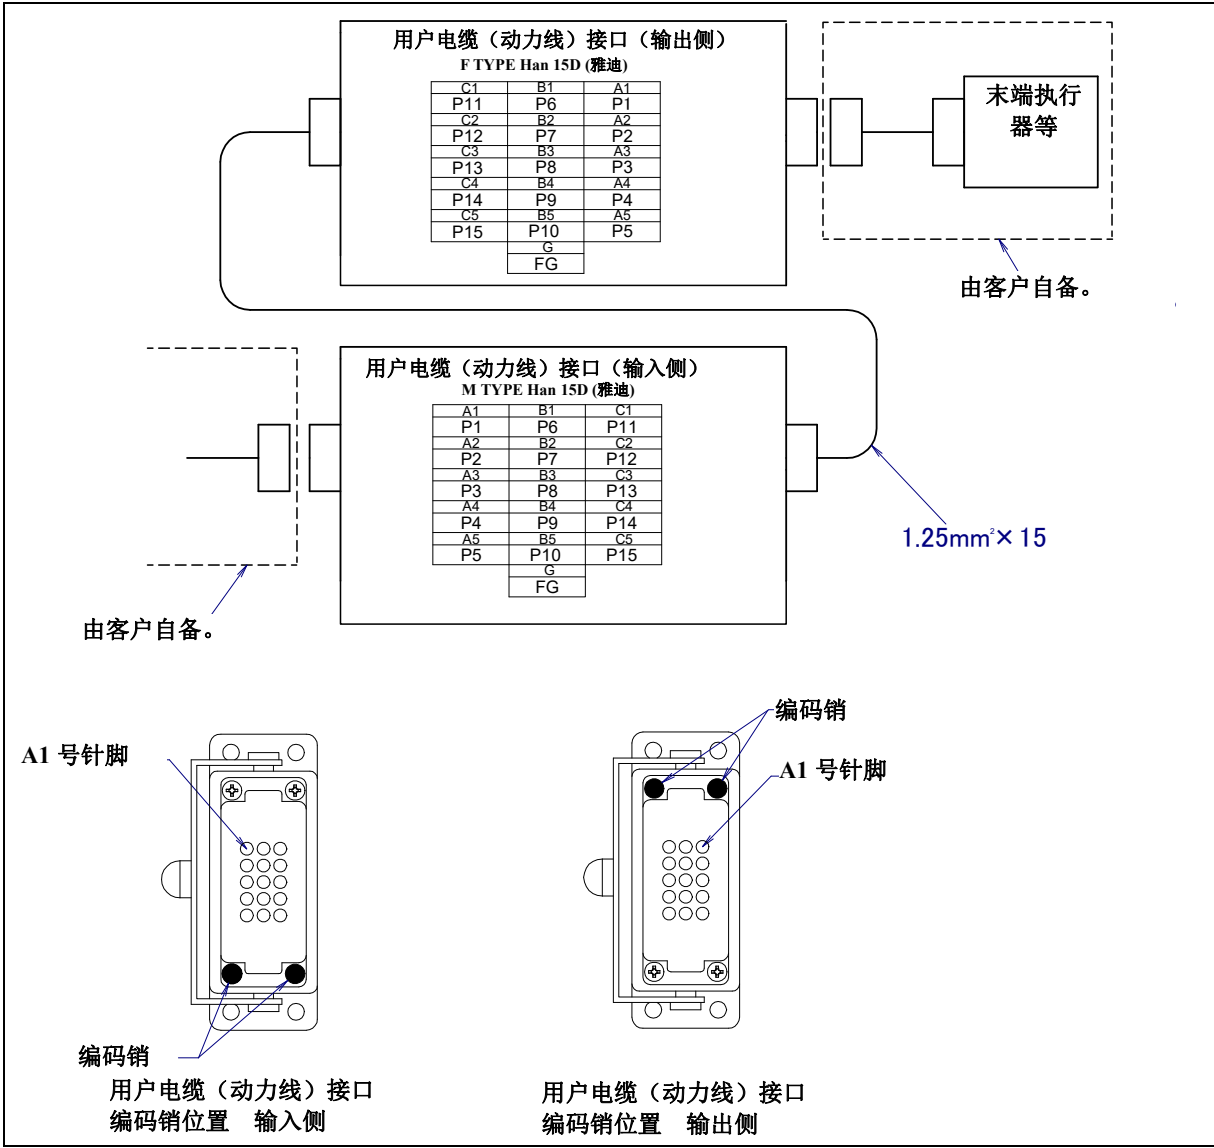 用户电缆（动力线）接口（输出侧）
F TYPE Han 15D (雅迪)
C1 B1 A1
P11 P6 P1
C2 B2 A2
P12 P7 P2
C3 B3 A3
P13 P8 P3
C4 B4 A4
P14 P9 P4
C5 B5 A5
P15 P10 P5
G
FG
末端执行
器等
由客户自备。
用户电缆（动力线）接口（输入侧）
M TYPE Han 15D (雅迪)
A1 B1 C1
P1 P6 P11
A2 B2 C2
P2 P7 P12
A3 B3 C3
P3 P8 P13
A4 B4 C4
P4 P9 P14
A5 B5 C5
P5 P10 P15
G
FG
1.25mm²×15
由客户自备。
A1 号针脚
编码销
用户电缆（动力线）接口
编码销位置 输入侧
编码销
A1 号针脚
用户电缆（动力线）接口
编码销位置 输出侧